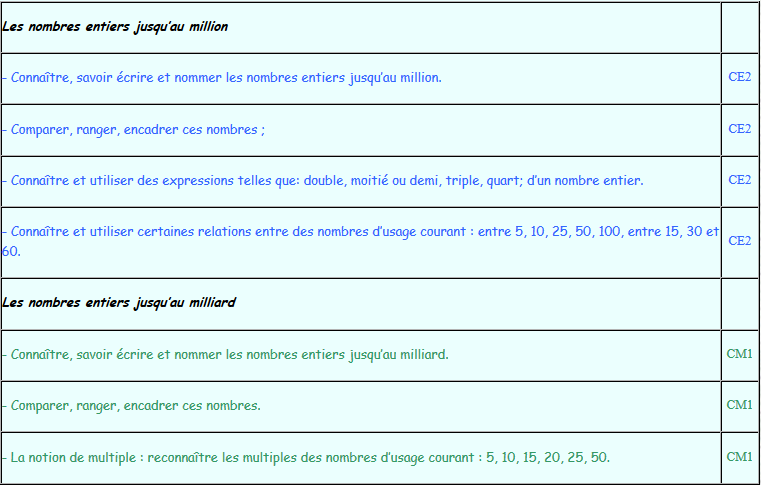 Les nombres entiers jusqu'au million
- Connaître, savoir écrire et nommer les nombres entiers jusqu'au million. CE2
- Comparer, ranger, encadrer ces nombres ; CE2
- Connaître et utiliser des expressions telles que: double, moitié ou demi, triple, quart; d'un nombre entier. CE2
- Connaître et utiliser certaines relations entre des nombres d'usage courant : entre 5, 10, 25, 50, 100, entre 15, 30 et CE2
60.
Les nombres entiers jusqu'au milliard
- Connaître, savoir écrire et nommer les nombres entiers jusqu'au milliard. CM1
- Comparer, ranger, encadrer ces nombres. CM1
- La notion de multiple : reconnaître les multiples des nombres d'usage courant : 5, 10, 15, 20, 25, 50. CM1